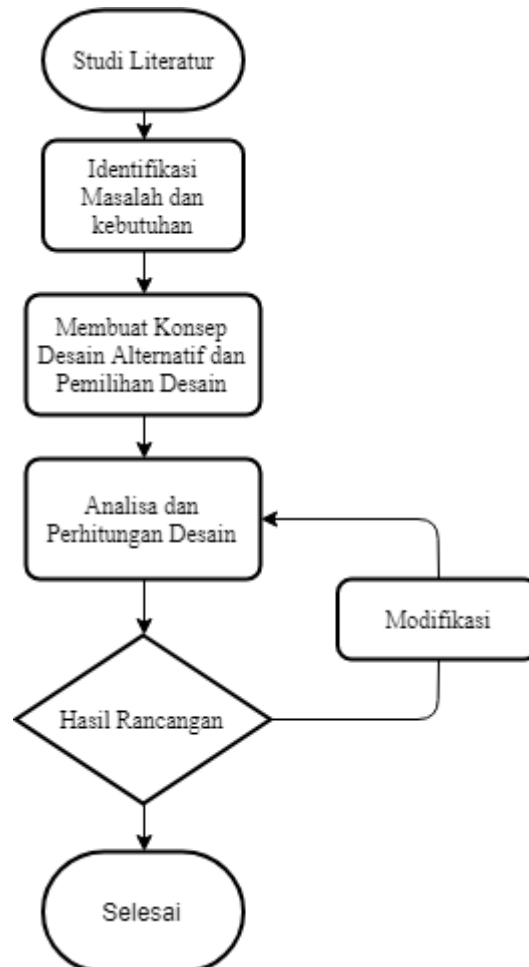 Studi Literatur
Identifikasi
Masalah dan
kebutuhan
Membuat Konsep
Desain Alternatif dan
Pemilihan Desain
Analisa dan
Perhitungan Desain
Modifikasi
Hasil Rancangan
Selesai